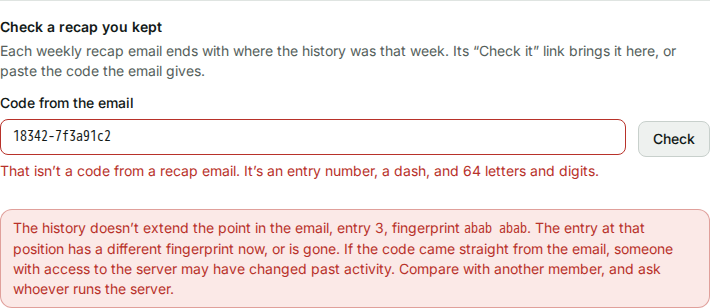 Check a recap you kept
Each weekly recap email ends with where the history was that week. Its “Check it” link brings it here, or
paste the code the email gives.
Code from the email
18342-7f3a91c2
Check
That isn’t a code from a recap email. It’s an entry number, a dash, and 64 letters and digits.
The history doesn’t extend the point in the email, entry 3, fingerprint abab abab. The entry at that
position has a different fingerprint now, or is gone. If the code came straight from the email, someone
with access to the server may have changed past activity. Compare with another member, and ask
whoever runs the server.